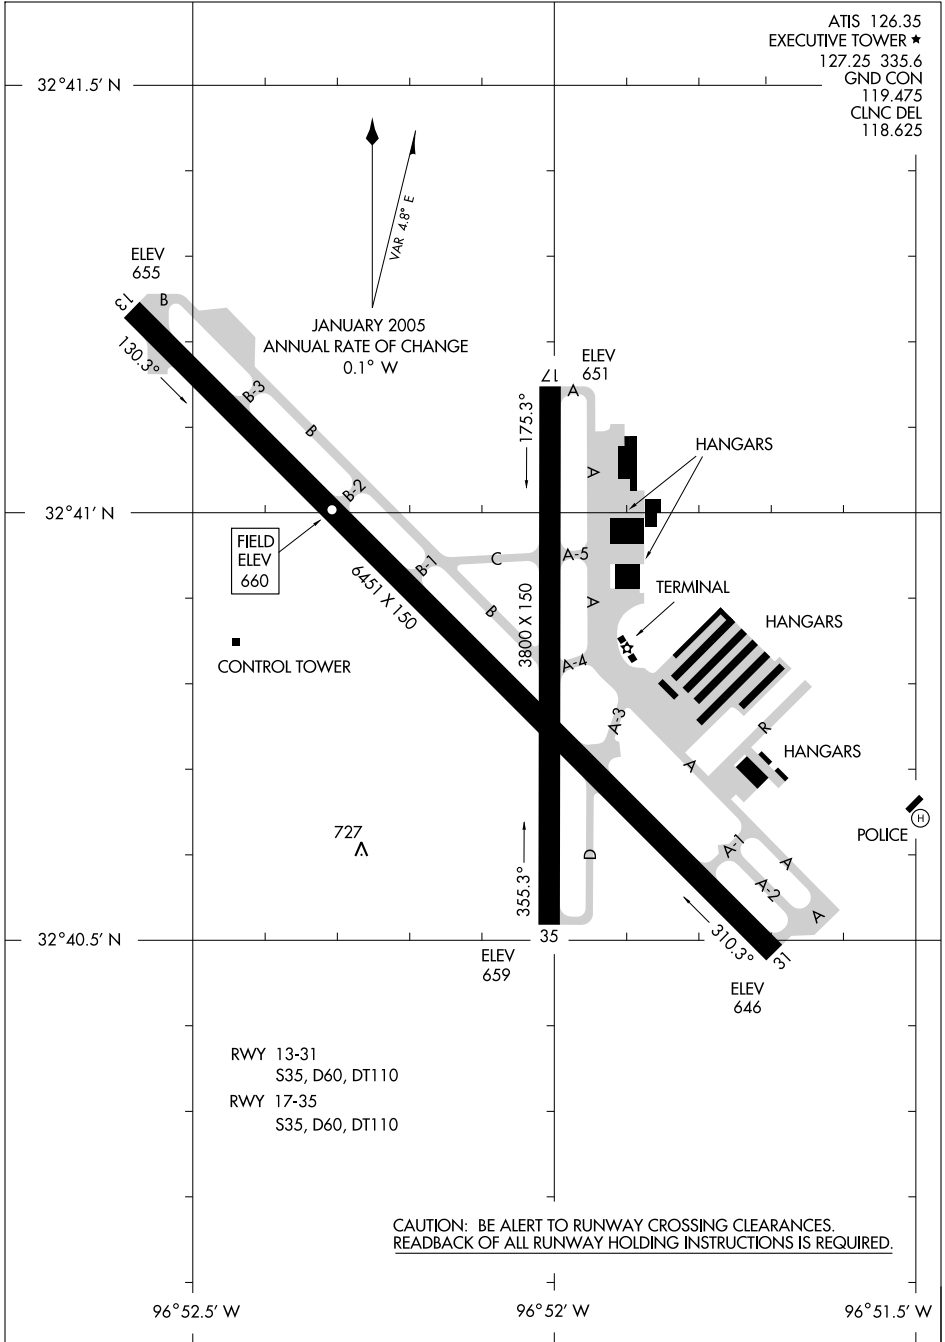 ATIS 126.35
EXECUTIVE TOWER ★
127.25 335.6
GND CON
119.475
CLNC DEL
118.625
32°41.5' N
VAR 4.8° E
JANUARY 2005
ANNUAL RATE OF CHANGE
0.1° W
ELEV
655
13
B
130.3°
B-3
B
B-2
ELEV
651
17
A
175.3°
A
HANGARS
32°41' N
FIELD
ELEV
660
6451 X 150
B-1
C
B
A-5
A
3800 X 150
TERMINAL
HANGARS
CONTROL TOWER
A-4
A-3
A
R
HANGARS
POLICE
H
727
355.3°
D
A-1
A-2
A
A
310.3°
31
35
32°40.5' N
ELEV
659
ELEV
646
RWY 13-31
S35, D60, DT110
RWY 17-35
S35, D60, DT110
CAUTION: BE ALERT TO RUNWAY CROSSING CLEARANCES.
READBACK OF ALL RUNWAY HOLDING INSTRUCTIONS IS REQUIRED.
96°52.5' W
96°52' W
96°51.5' W